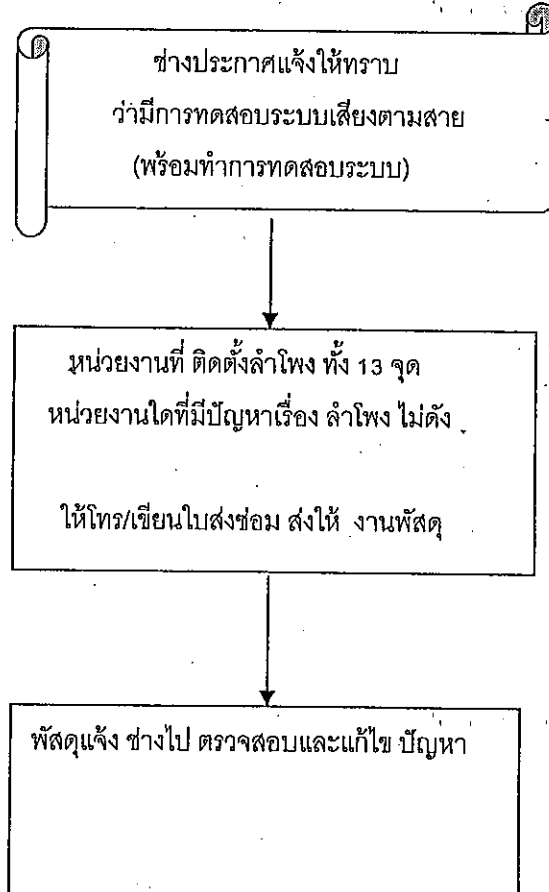 ช่างประกาศแจ้งให้ทราบ
ว่ามีการทดสอบระบบเสียงตามสาย
(พร้อมทำการทดสอบระบบ)
หน่วยงานที่ ติดตั้งลำโพง ทั้ง 13 จุด
หน่วยงานใดที่มีปัญหาเรื่อง ลำโพง ไม่ดัง
ให้โทร/เขียนใบส่งซ่อม ส่งให้ งานพัสดุ
พัสดุแจ้ง ช่างไป ตรวจสอบและแก้ไข ปัญหา